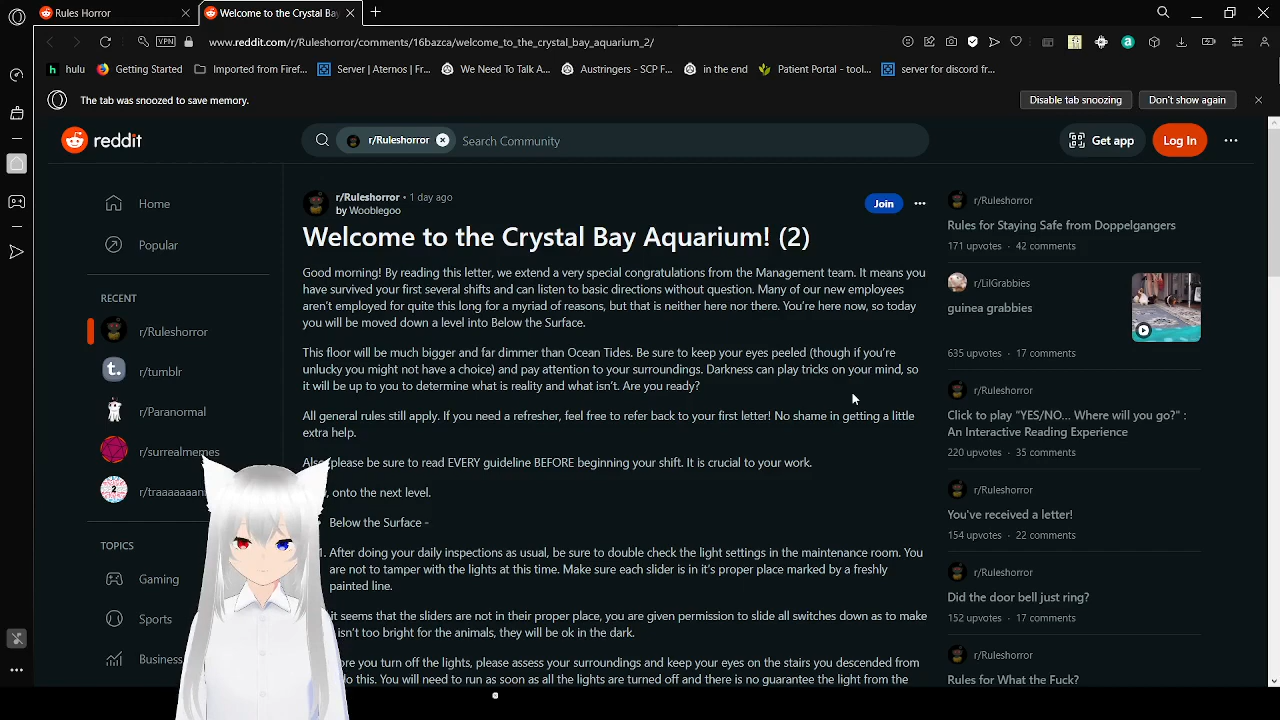 Rules Horror
Welcome to the Crystal Ba
VPN
www.reddit.com/r/Ruleshorror/comments/16bazca/welcome_to_the_crystal_bay_aquarium_2/
hulu
Getting Started
Imported from Firef...
Server | Aternos | Fr...
We Need To Talk A...
Austringers - SCP F...
in the end
Patient Portal - tool...
server for discord fr...
The tab was snoozed to save memory.
Disable tab snoozing
Don't show again
reddit
r/Ruleshorror
Search Community
Get app
Log In
Home
Popular
RECENT
r/Ruleshorror
r/tumblr
r/Paranormal
r/surrealmemes
r/traaaaaaan
TOPICS
Gaming
Sports
Business
r/Ruleshorror • 1 day ago
by Wooblegoo
Join
Welcome to the Crystal Bay Aquarium! (2)
Good morning! By reading this letter, we extend a very special congratulations from the Management team. It means you
have survived your first several shifts and can listen to basic directions without question. Many of our new employees
aren't employed for quite this long for a myriad of reasons, but that is neither here nor there. You're here now, so today
you will be moved down a level into Below the Surface.
This floor will be much bigger and far dimmer than Ocean Tides. Be sure to keep your eyes peeled (though if you're
unlucky you might not have a choice) and pay attention to your surroundings. Darkness can play tricks on your mind, so
it will be up to you to determine what is reality and what isn't. Are you ready?
All general rules still apply. If you need a refresher, feel free to refer back to your first letter! No shame in getting a little
extra help.
Also, please be sure to read EVERY guideline BEFORE beginning your shift. It is crucial to your work.
, onto the next level.
Below the Surface -
1. After doing your daily inspections as usual, be sure to double check the light settings in the maintenance room. You
are not to tamper with the lights at this time. Make sure each slider is in it's proper place marked by a freshly
painted line.
it seems that the sliders are not in their proper place, you are given permission to slide all switches down as to make
isn't too bright for the animals, they will be ok in the dark.
ore you turn off the lights, please assess your surroundings and keep your eyes on the stairs you descended from
do this. You will need to run as soon as all the lights are turned off and there is no guarantee the light from the
r/Ruleshorror
Rules for Staying Safe from Doppelgangers
171 upvotes · 42 comments
r/LilGrabbies
guinea grabbies
635 upvotes · 17 comments
r/Ruleshorror
Click to play "YES/NO... Where will you go?" :
An Interactive Reading Experience
220 upvotes · 35 comments
r/Ruleshorror
You've received a letter!
154 upvotes · 22 comments
r/Ruleshorror
Did the door bell just ring?
152 upvotes · 17 comments
r/Ruleshorror
Rules for What the Fuck?